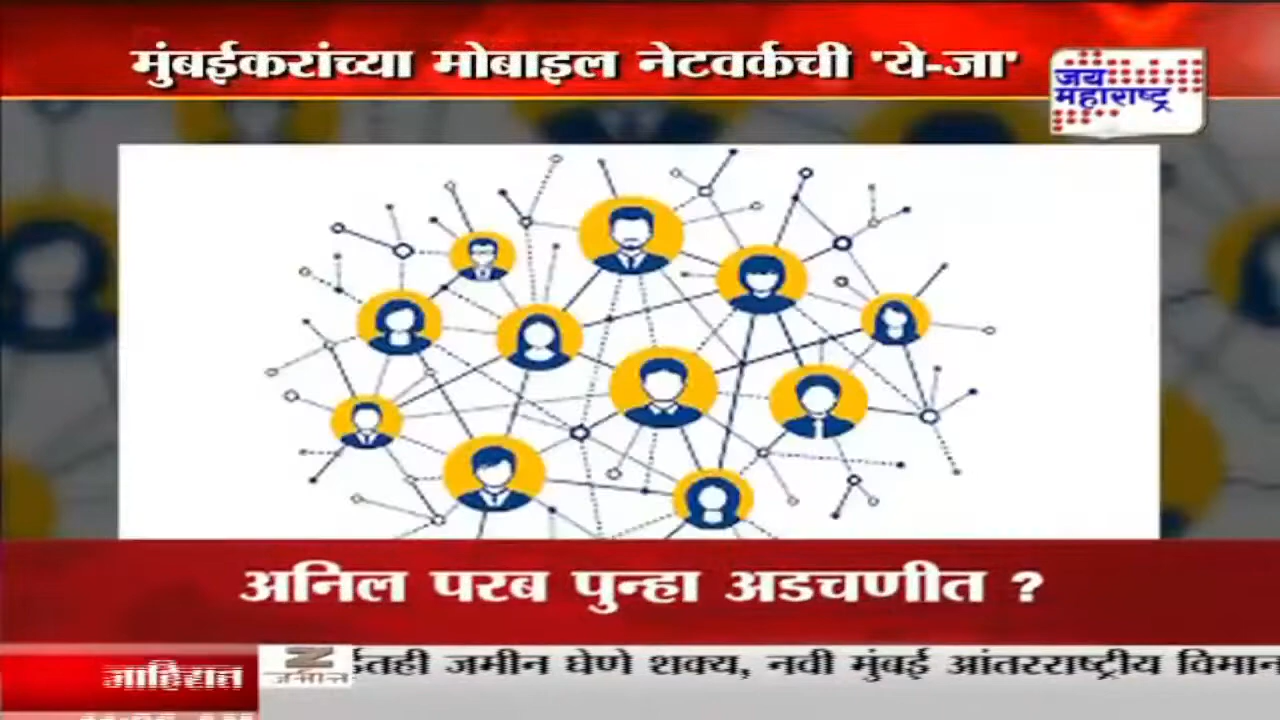 मुंबईकरांच्या मोबाइल नेटवर्कची 'ये-जा'
जय
महाराष्ट्र
अनिल परब पुन्हा अडचणीत ?
जाहिरात
जमीन घेणे शक्य, नवी मुंबई आंतरराष्ट्रीय